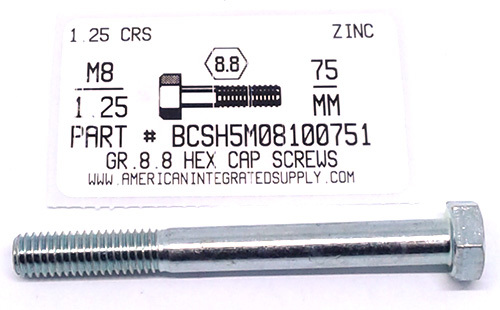 1.25 CRS ZINC
M8 8.8 75
1.25 MM
PART # BCSH5M08100751
GR.8.8 HEX CAP SCREWS
WWW.AMERICANINTEGRATEDSUPPLY.COM